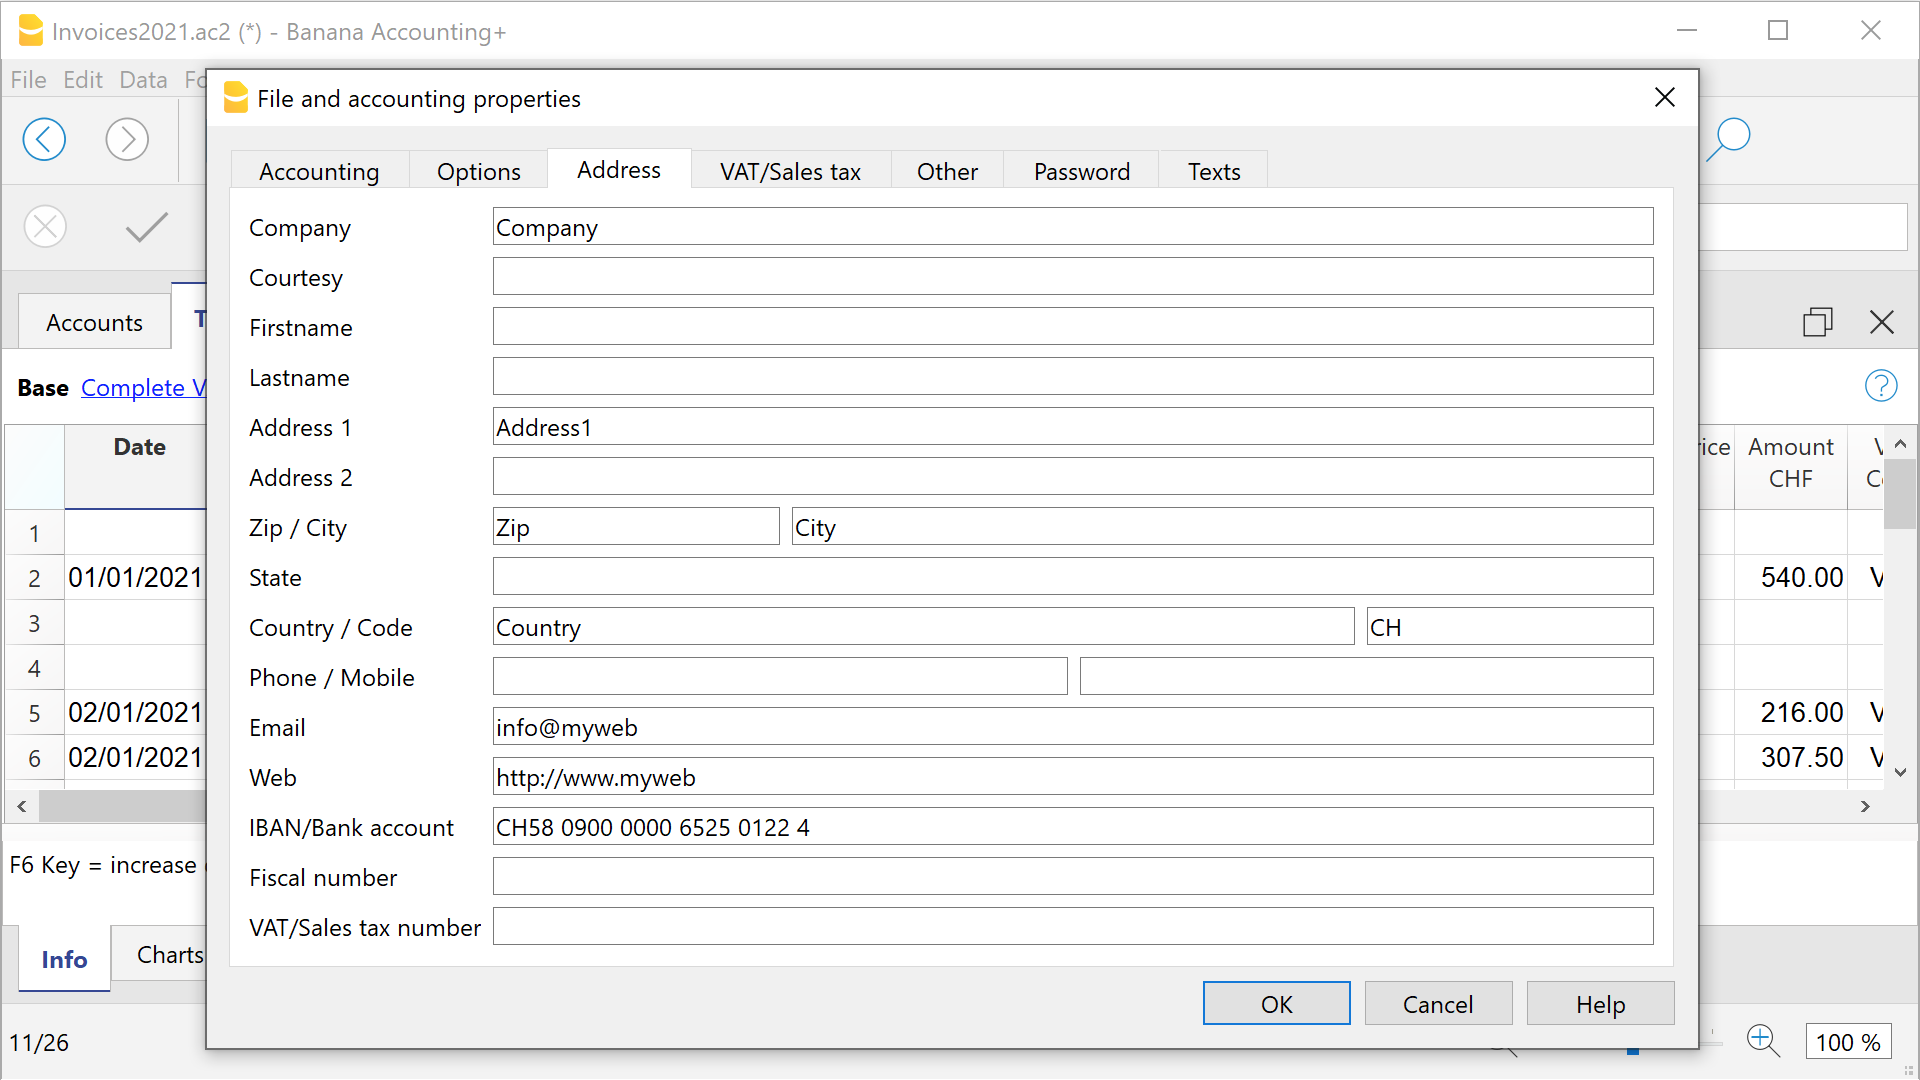 Invoices2021.ac2 (*) - Banana Accounting+
File Edit Data
File and accounting properties
Accounting Options Address VAT/Sales tax Other Password Texts
Company Company
Courtesy
Firstname
Lastname
Address 1 Address1
Address 2
Zip / City Zip City
State
Country / Code Country CH
Phone / Mobile
Email info@myweb
Web http://www.myweb
IBAN/Bank account CH58 0900 0000 6525 0122 4
Fiscal number
VAT/Sales tax number
OK Cancel Help
Accounts
Base Complete
Date Amount
CHF
1
2 01/01/2021 540.00
3
4
5 02/01/2021 216.00
6 02/01/2021 307.50
F6 Key = increase
Info Charts
11/26 100 %